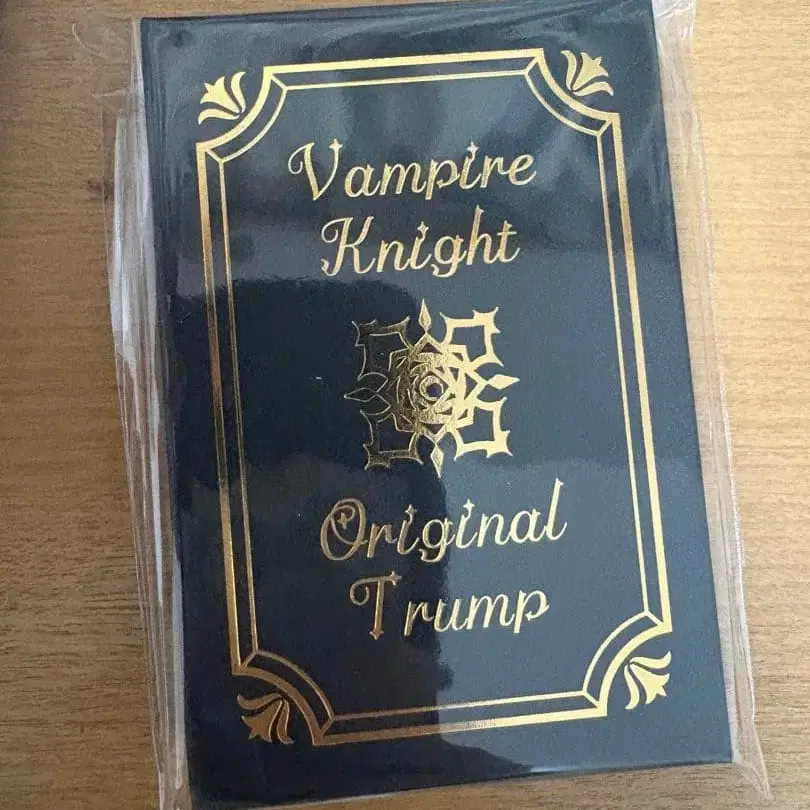 Vampire
Knight
Original
Trump